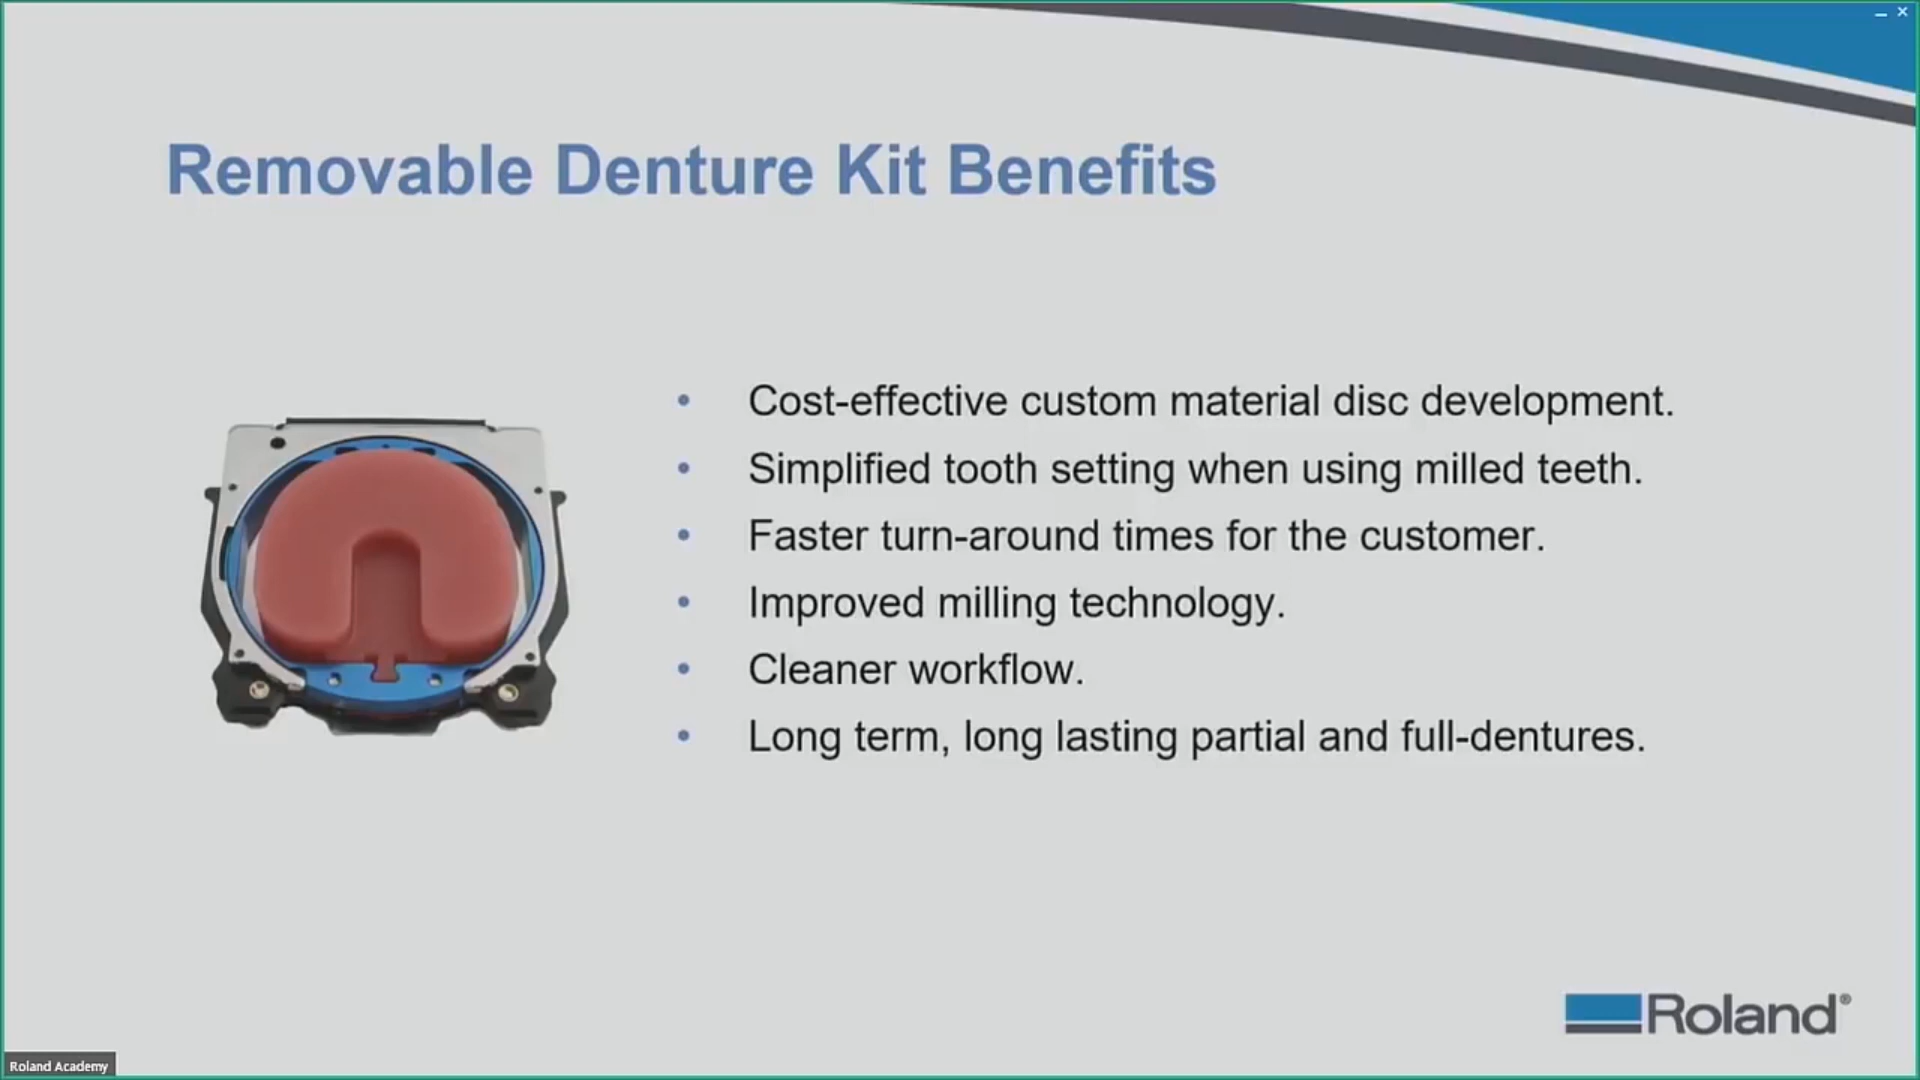 Removable Denture Kit Benefits
• Cost-effective custom material disc development.
• Simplified tooth setting when using milled teeth.
• Faster turn-around times for the customer.
• Improved milling technology.
• Cleaner workflow.
• Long term, long lasting partial and full-dentures.
Roland®
Roland Academy